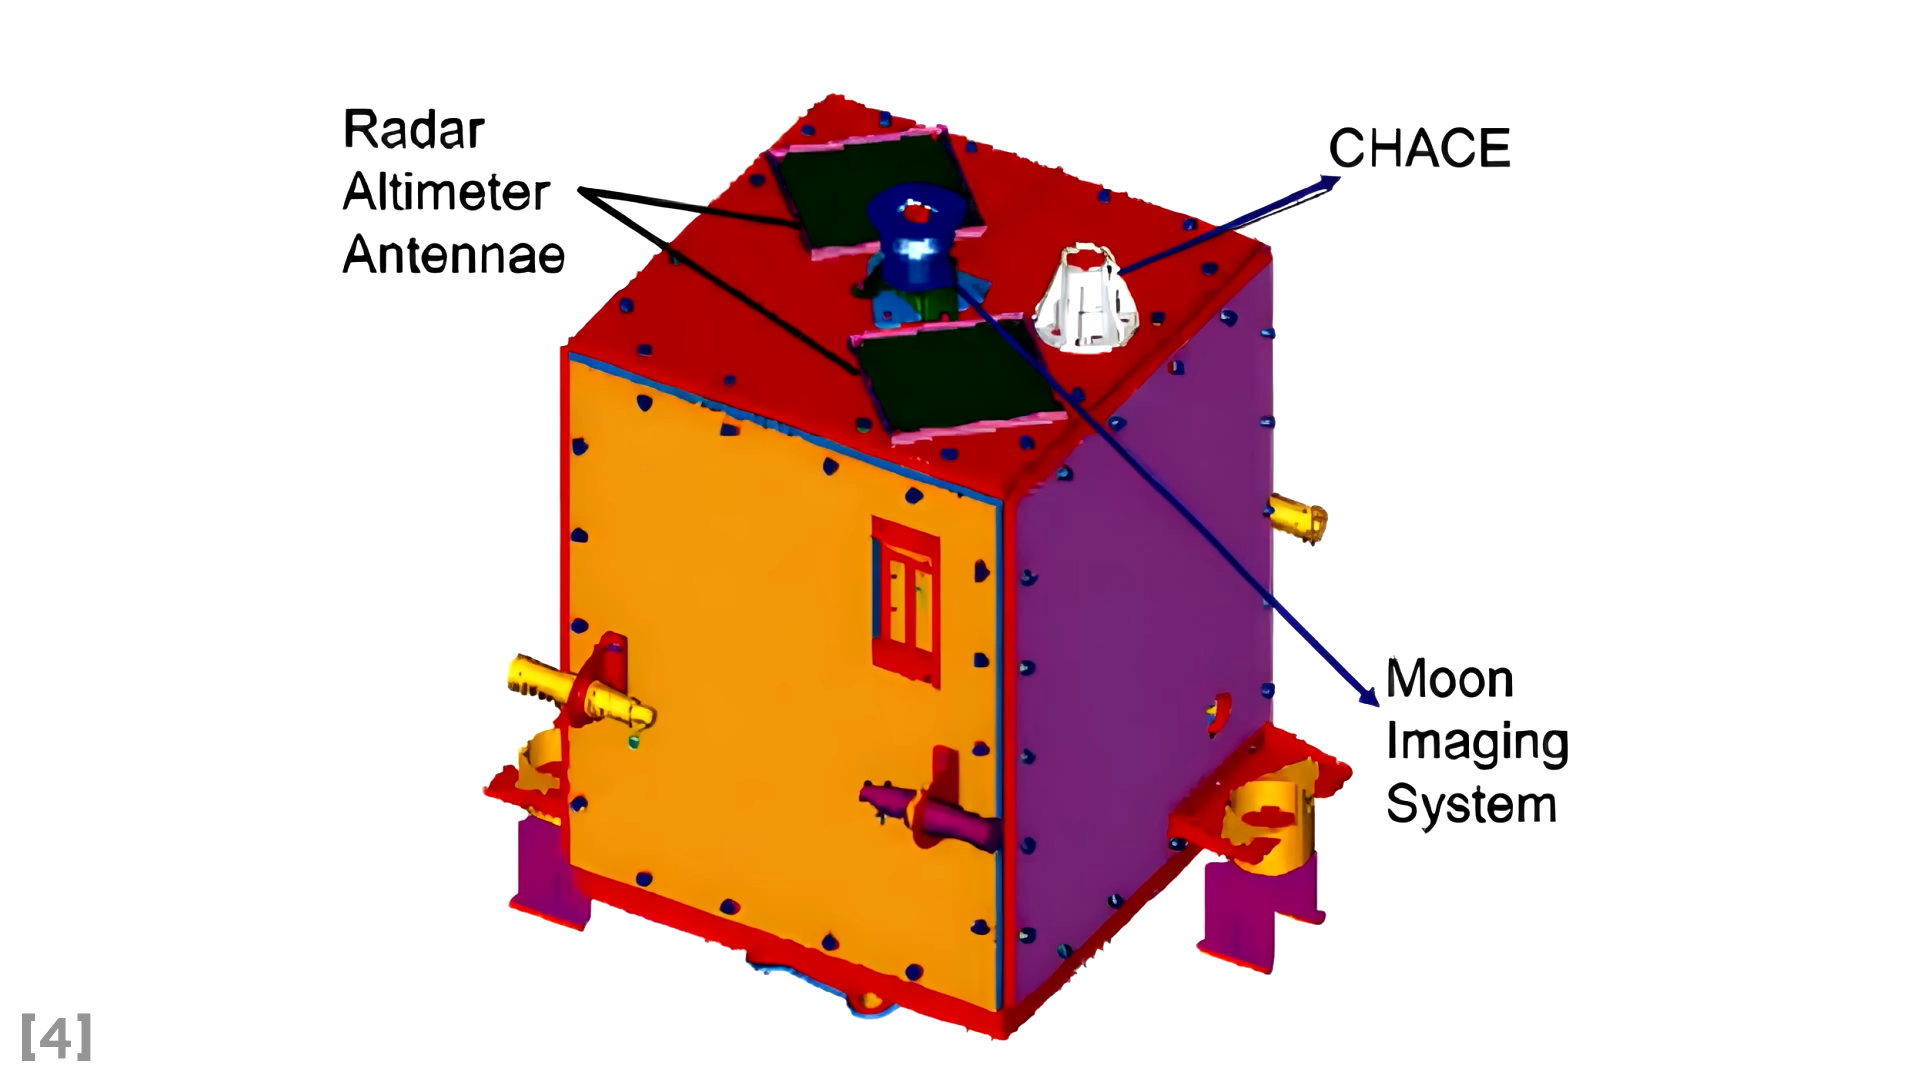 Radar
Altimeter
Antennae
CHACE
Moon
Imaging
System
[4]